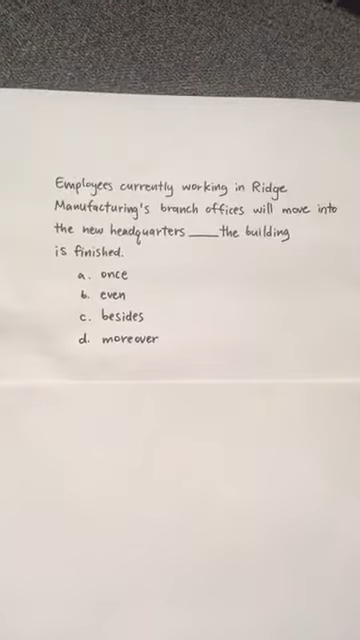 Employees currently working in Ridge
Manufacturing's branch offices will move into
the new headquarters ____ the building
is finished.
a. once
b. even
c. besides
d. moreover